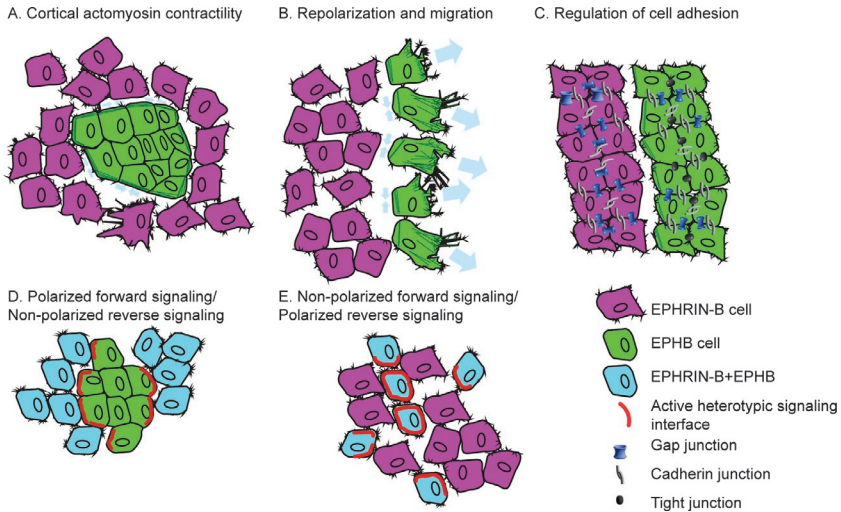 A. Cortical actomyosin contractility
B. Repolarization and migration
C. Regulation of cell adhesion
D. Polarized forward signaling/
Non-polarized reverse signaling
E. Non-polarized forward signaling/
Polarized reverse signaling
EPHRIN-B cell
EPHB cell
EPHRIN-B+EPHB
Active heterotypic signaling
interface
Gap junction
Cadherin junction
Tight junction